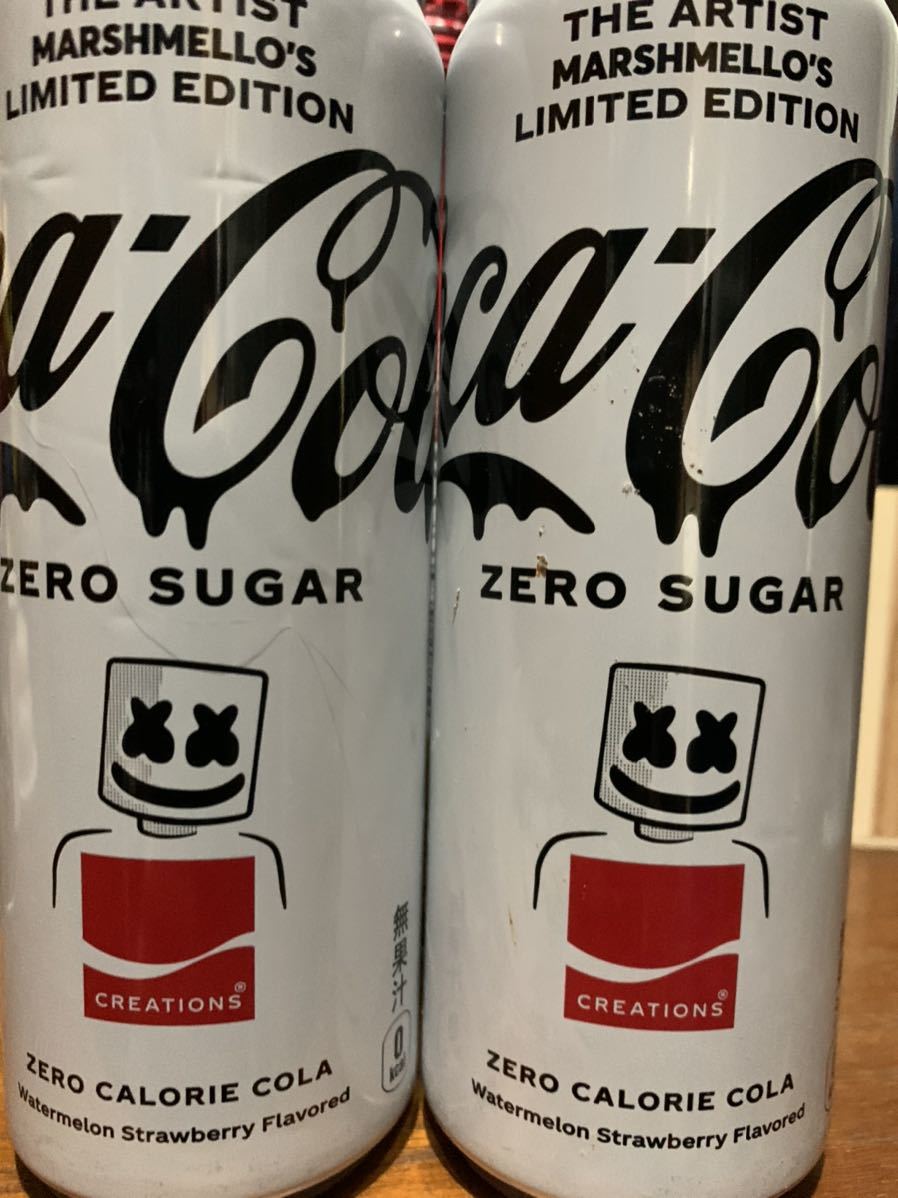 THE ARTIST
MARSHMELLO'S
LIMITED EDITION
Coca-Cola
ZERO SUGAR
CREATIONS®
無果汁
0
kcal
ZERO CALORIE COLA
Watermelon Strawberry Flavored
THE ARTIST
MARSHMELLO'S
LIMITED EDITION
Coca-Cola
ZERO SUGAR
CREATIONS®
ZERO CALORIE COLA
Watermelon Strawberry Flavored